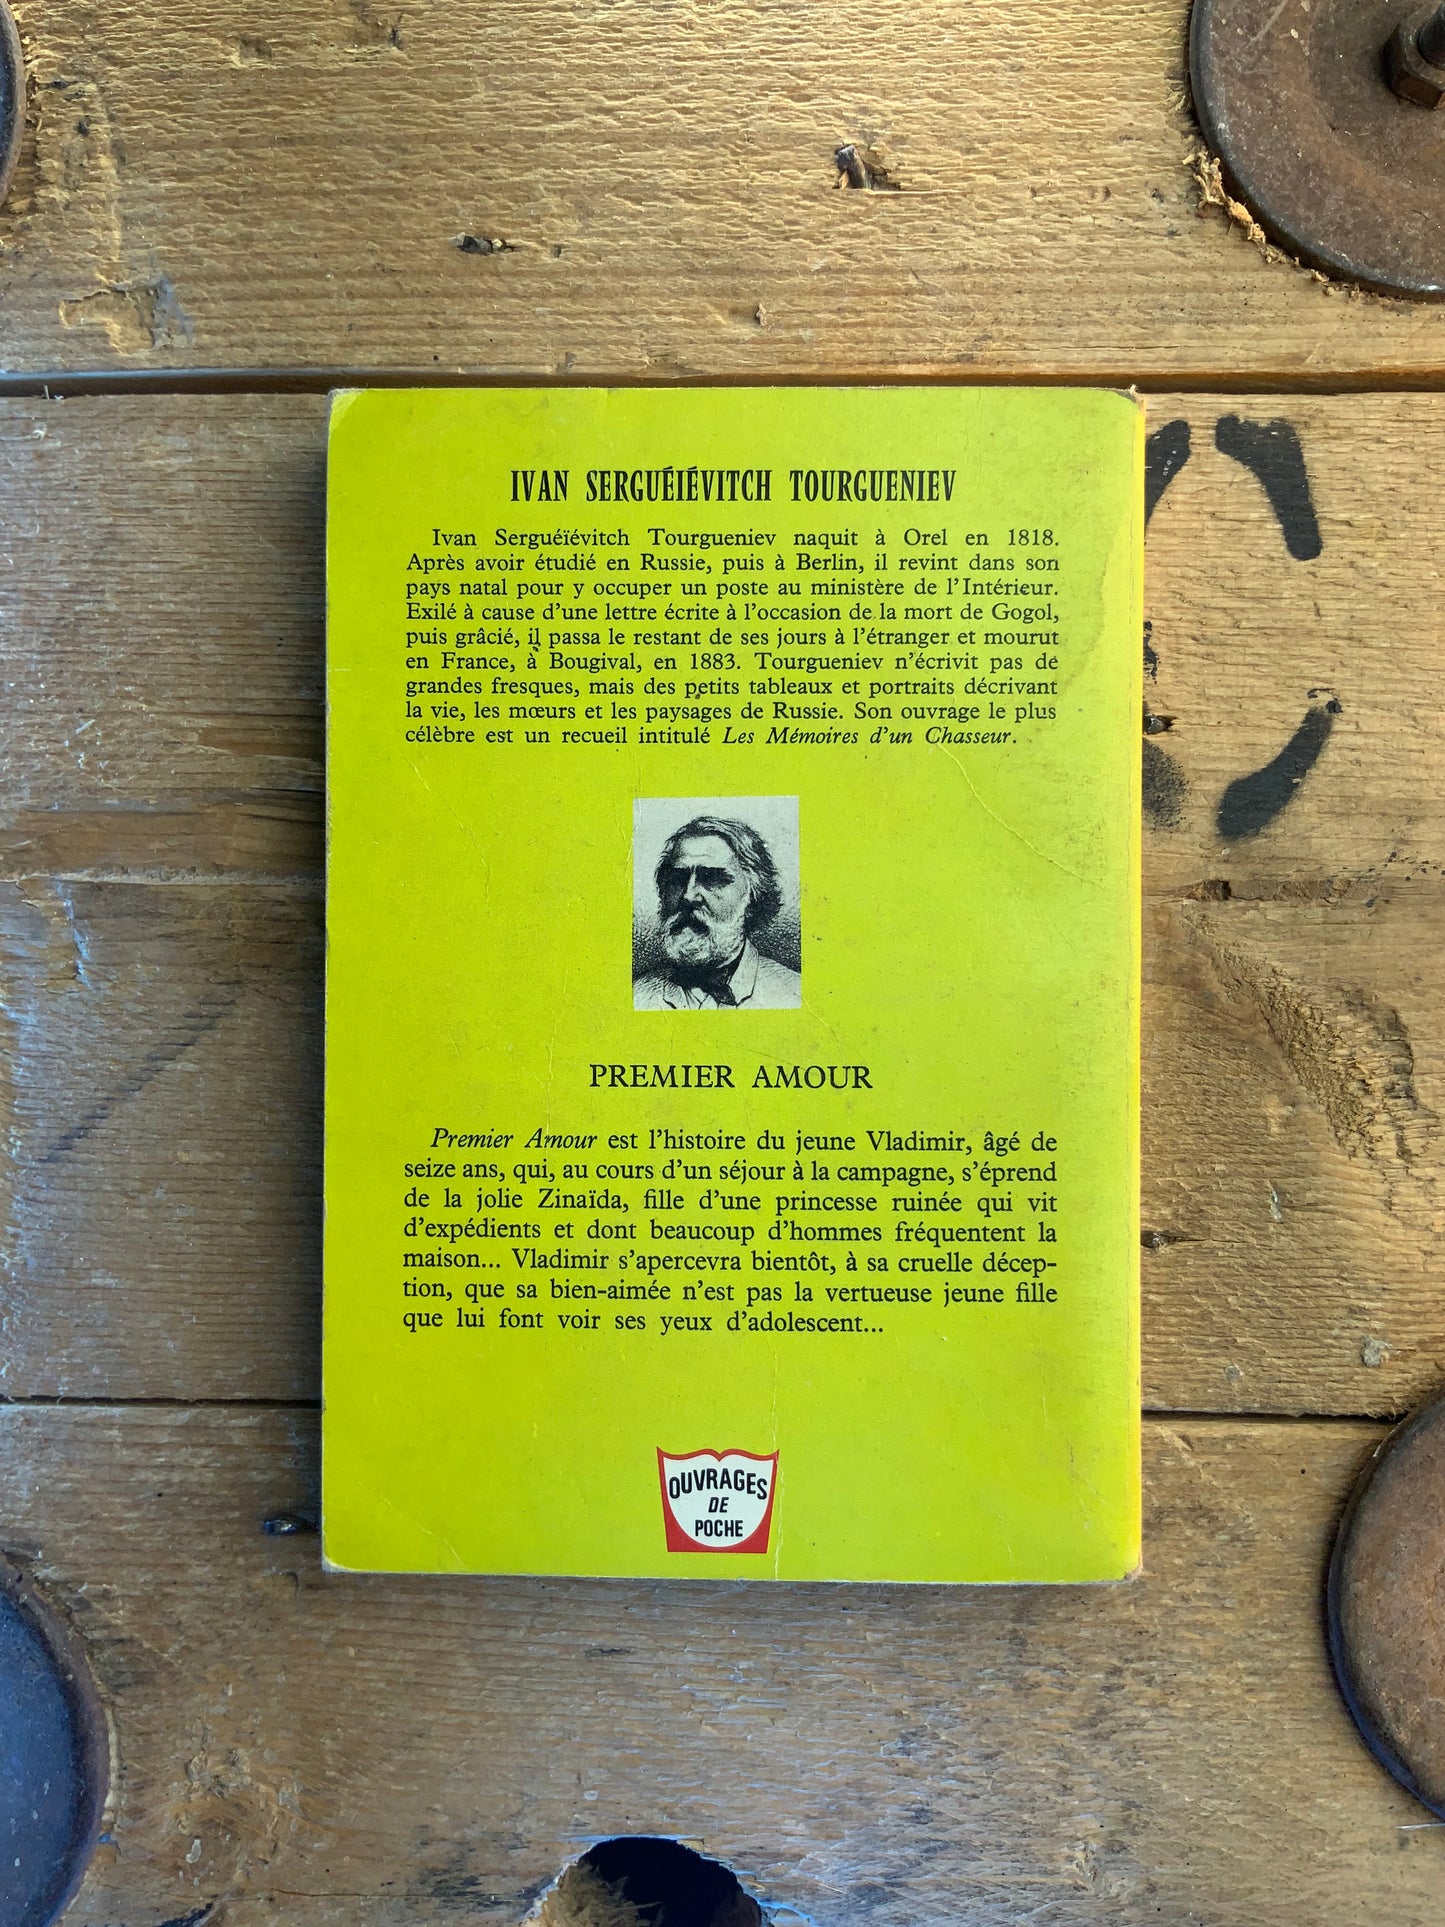 IVAN SERGUÉIÉVITCH TOURGUENIEV
Ivan Serguéïévitch Tourgueniev naquit à Orel en 1818.
Après avoir étudié en Russie, puis à Berlin, il revint dans son
pays natal pour y occuper un poste au ministère de l'Intérieur.
Exilé à cause d'une lettre écrite à l'occasion de la mort de Gogol,
puis grâcié, il passa le restant de ses jours à l'étranger et mourut
en France, à Bougival, en 1883. Tourgueniev n'écrivit pas de
grandes fresques, mais des petits tableaux et portraits décrivant
la vie, les mœurs et les paysages de Russie. Son ouvrage le plus
célèbre est un recueil intitulé Les Mémoires d'un Chasseur.
PREMIER AMOUR
Premier Amour est l'histoire du jeune Vladimir, âgé de
seize ans, qui, au cours d'un séjour à la campagne, s'éprend
de la jolie Zinaïda, fille d'une princesse ruinée qui vit
d'expédients et dont beaucoup d'hommes fréquentent la
maison... Vladimir s'apercevra bientôt, à sa cruelle décep-
tion, que sa bien-aimée n'est pas la vertueuse jeune fille
que lui font voir ses yeux d'adolescent...
OUVRAGES
DE
POCHE